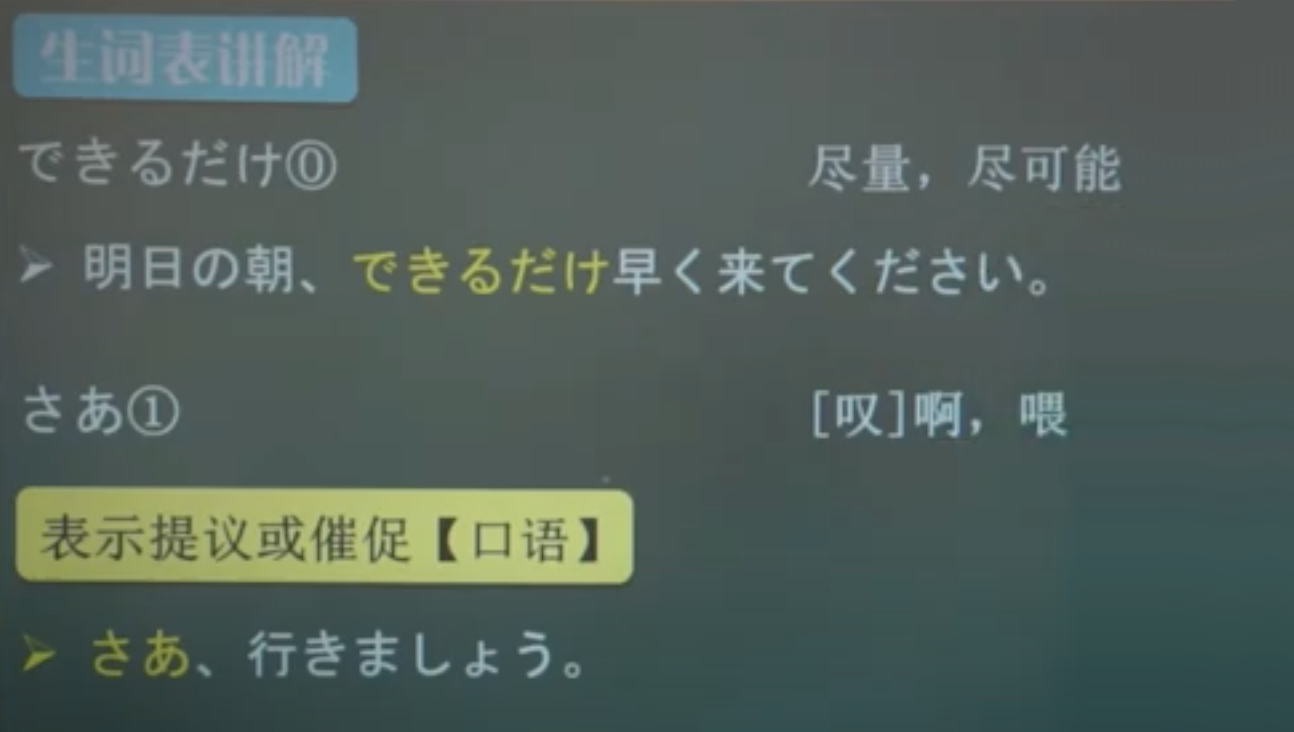 生词表讲解
できるだけ⓪ 尽量，尽可能
➢ 明日の朝、できるだけ早く来てください。
さあ① [叹]啊，喂
表示提议或催促【口语】
➢ さあ、行きましょう。